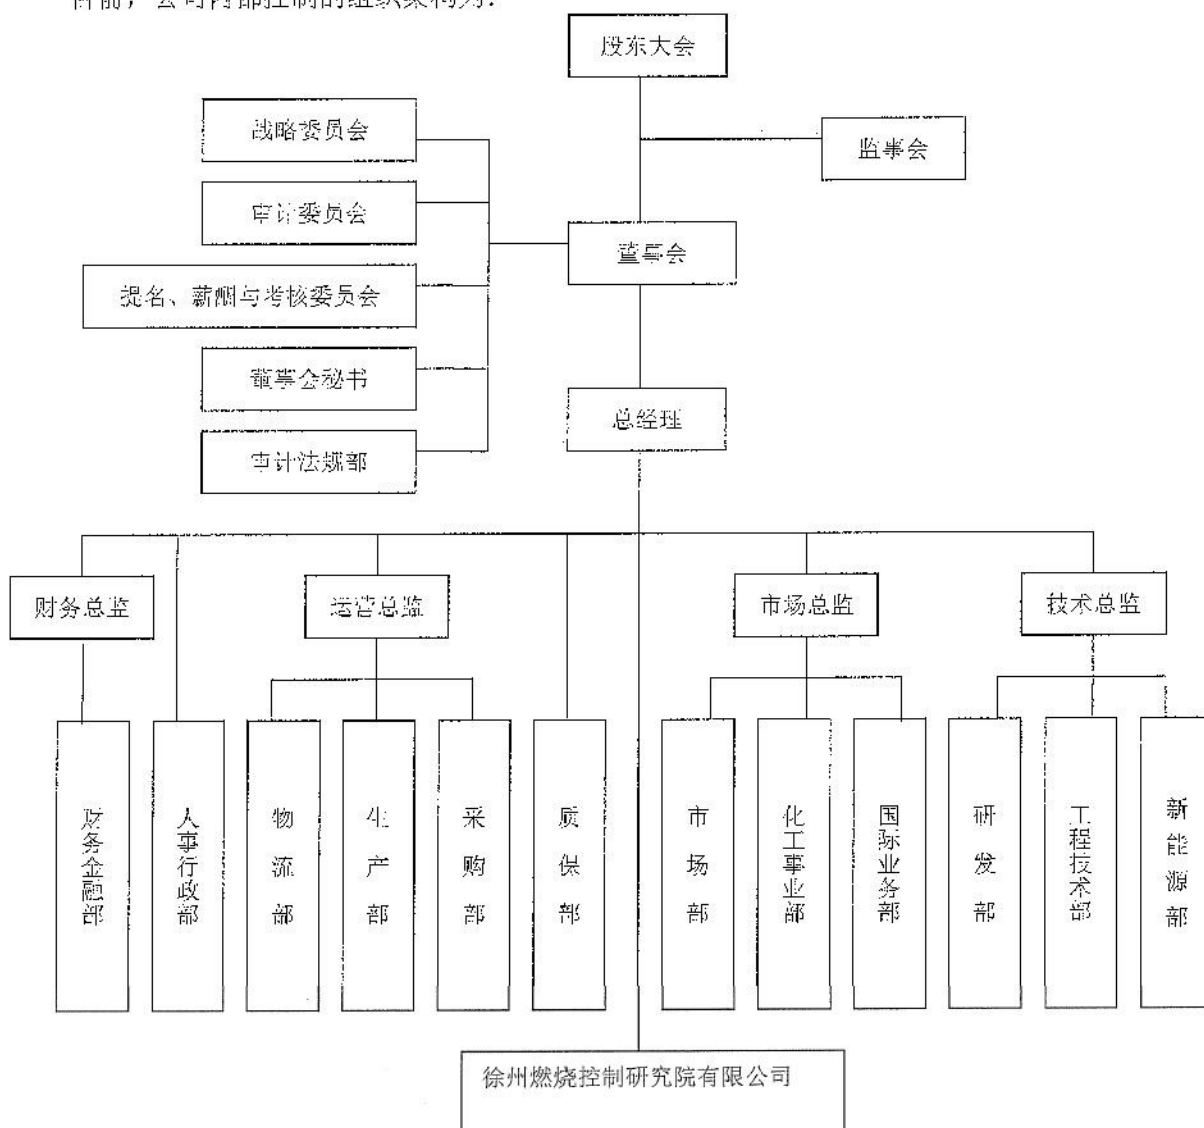 目前，公司内部控制的组织架构为：
股东大会
战略委员会
监事会
审计委员会
董事会
提名、薪酬与考核委员会
董事会秘书
总经理
审计法规部
财务总监
运营总监
市场总监
技术总监
财务金融部
人事行政部
物流部
生产部
采购部
质保部
市场部
化工事业部
国际业务部
研发部
工程技术部
新能源部
徐州燃烧控制研究院有限公司